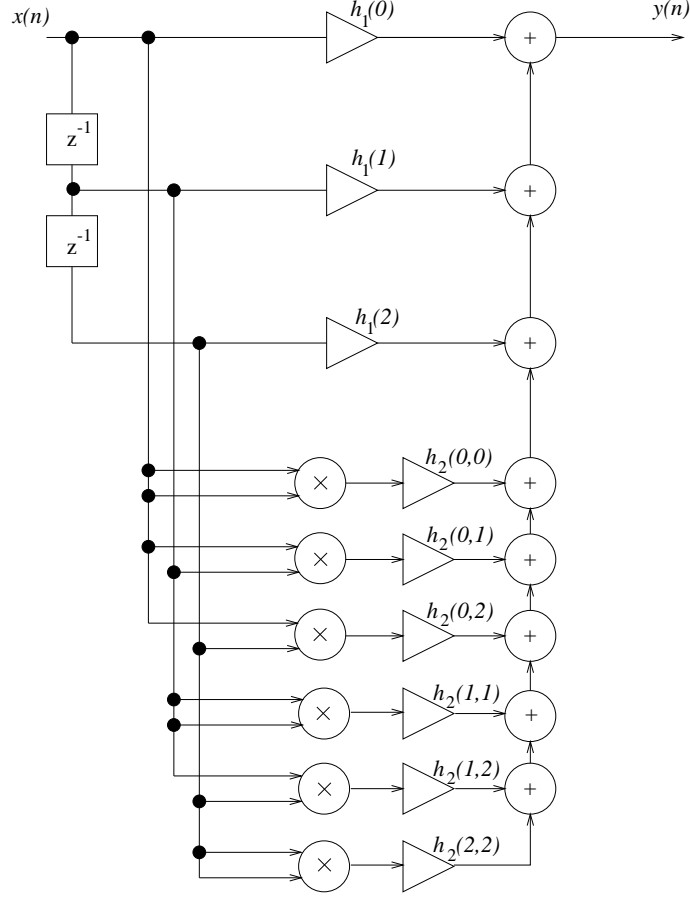 x(n) h₁(0) y(n)
+
z⁻¹
h₁(1)
+
z⁻¹
h₁(2)
+
× h₂(0,0) +
× h₂(0,1) +
× h₂(0,2) +
× h₂(1,1) +
× h₂(1,2) +
× h₂(2,2)